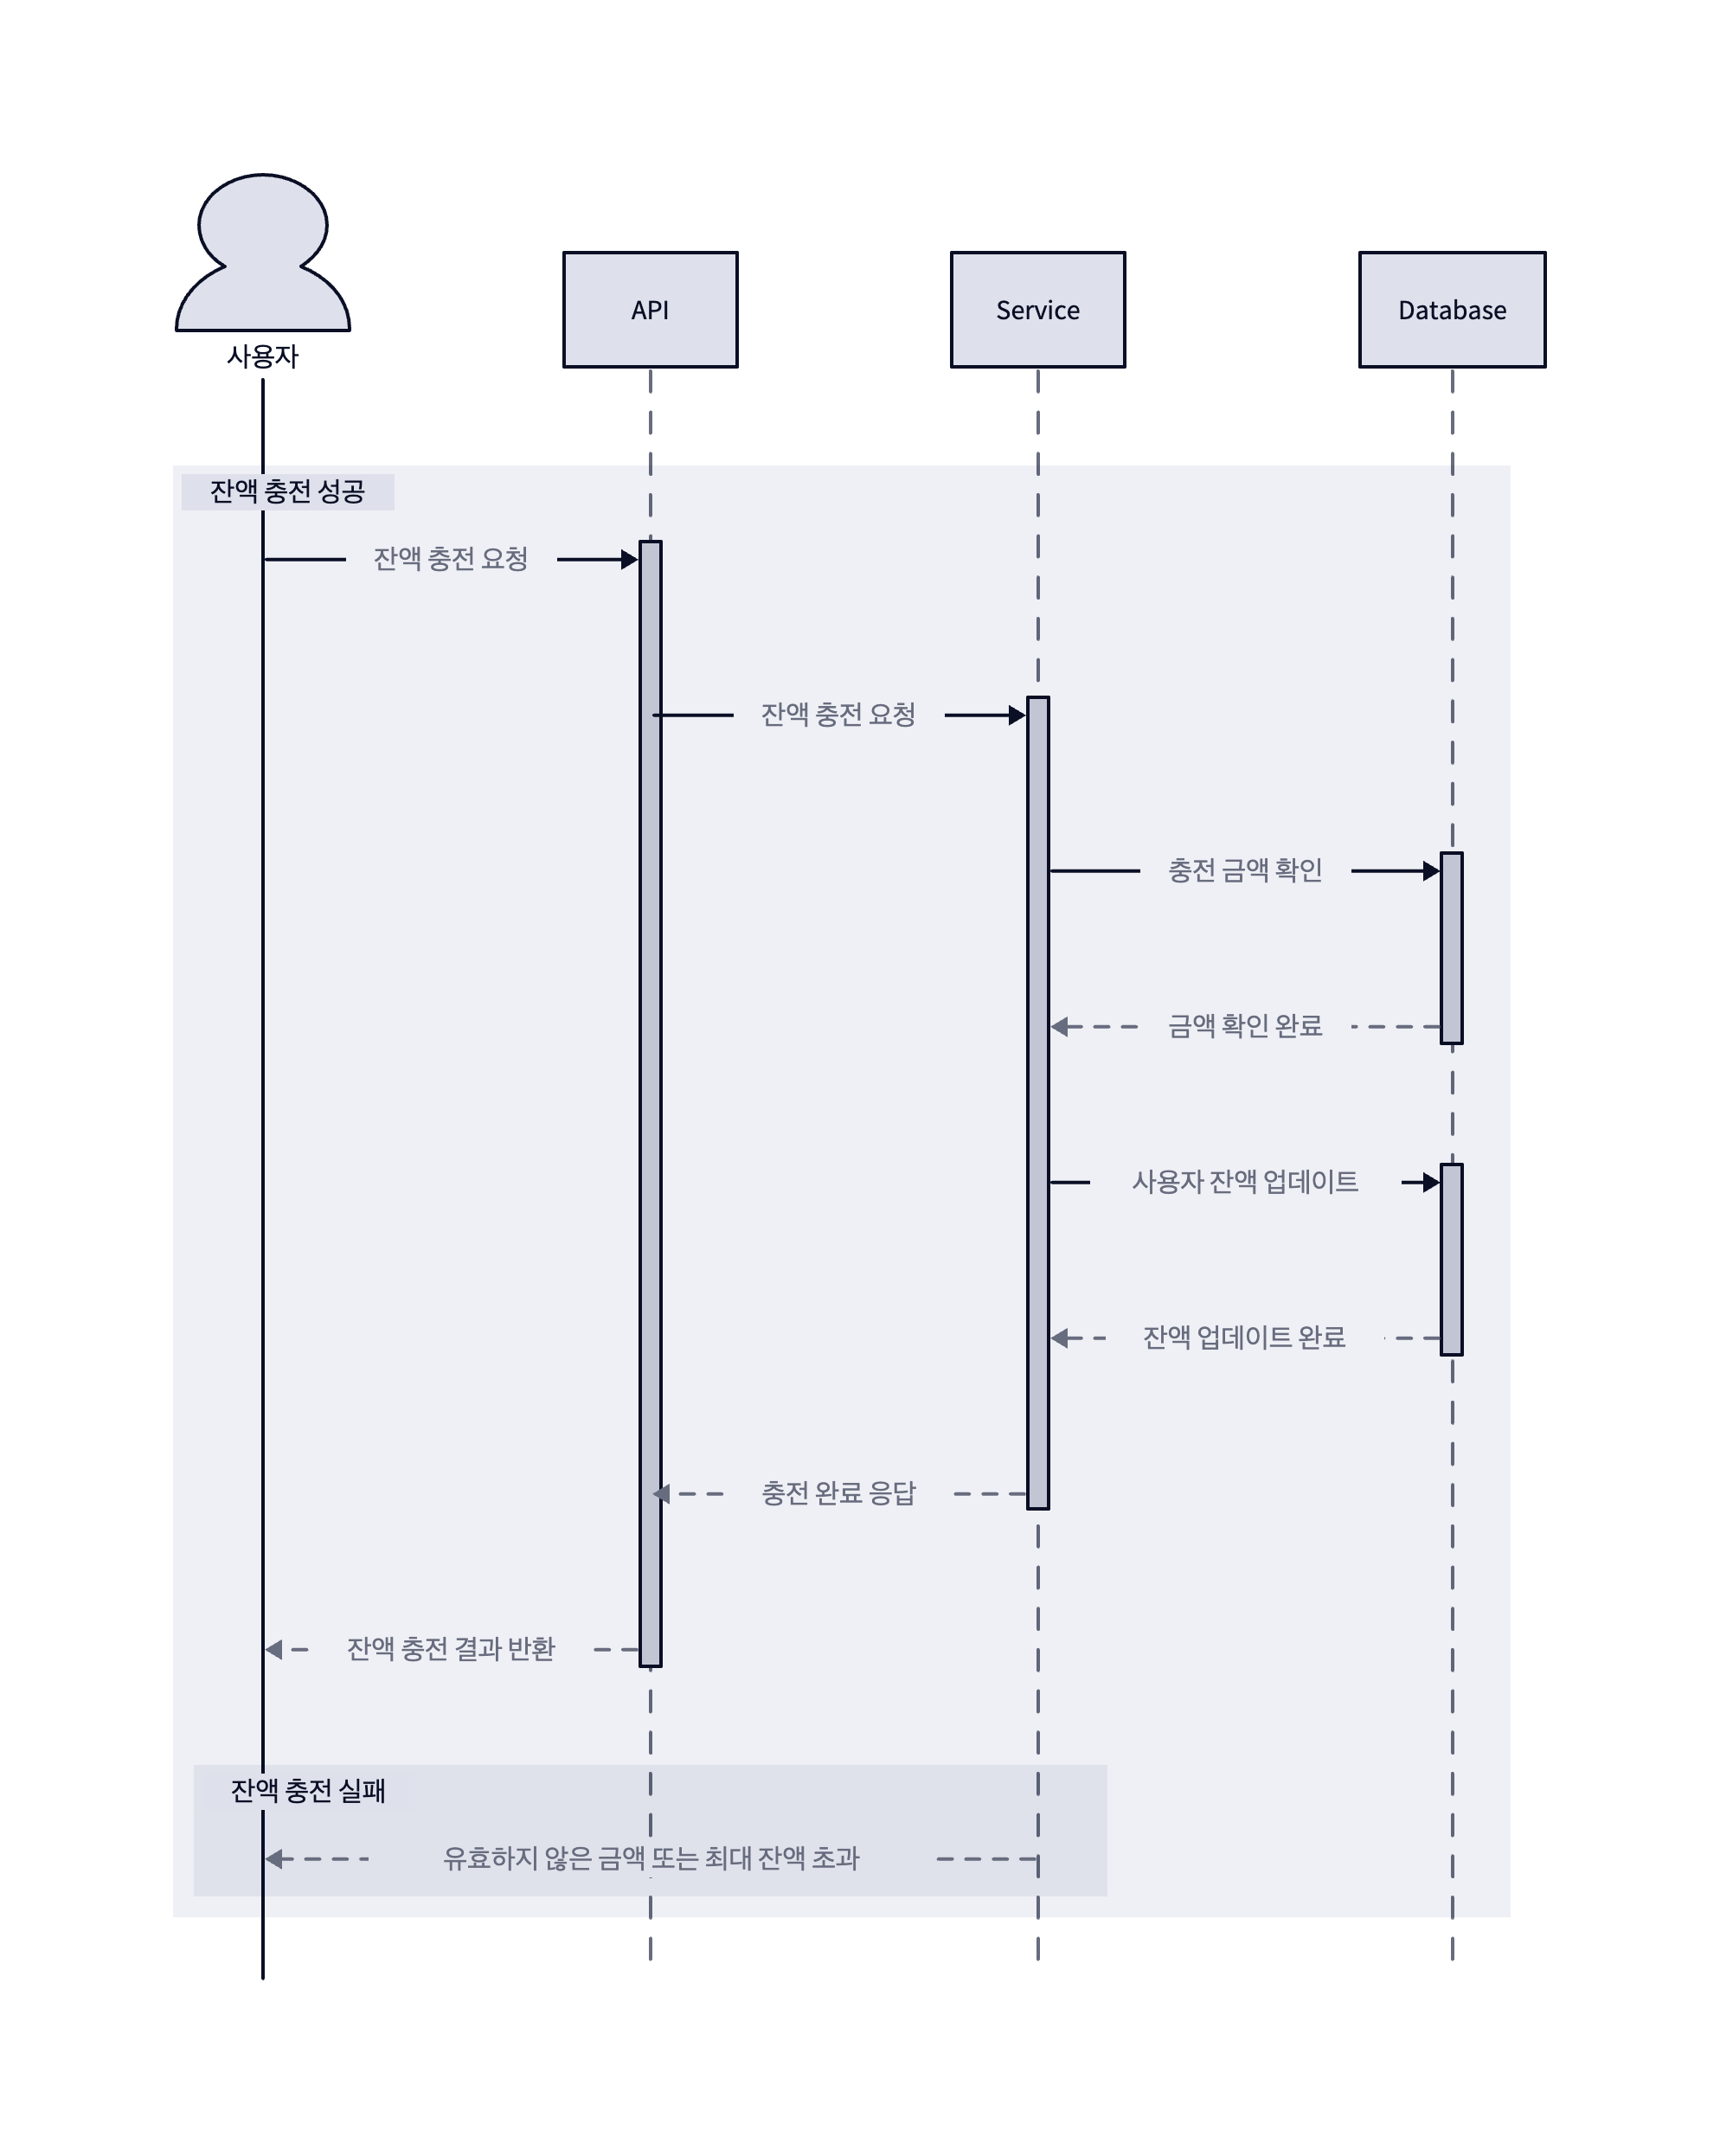 사용자
API
Service
Database
잔액 충전 성공
잔액 충전 요청
잔액 충전 요청
충전 금액 확인
금액 확인 완료
사용자 잔액 업데이트
잔액 업데이트 완료
충전 완료 응답
잔액 충전 결과 반환
잔액 충전 실패
유효하지 않은 금액 또는 최대 잔액 초과